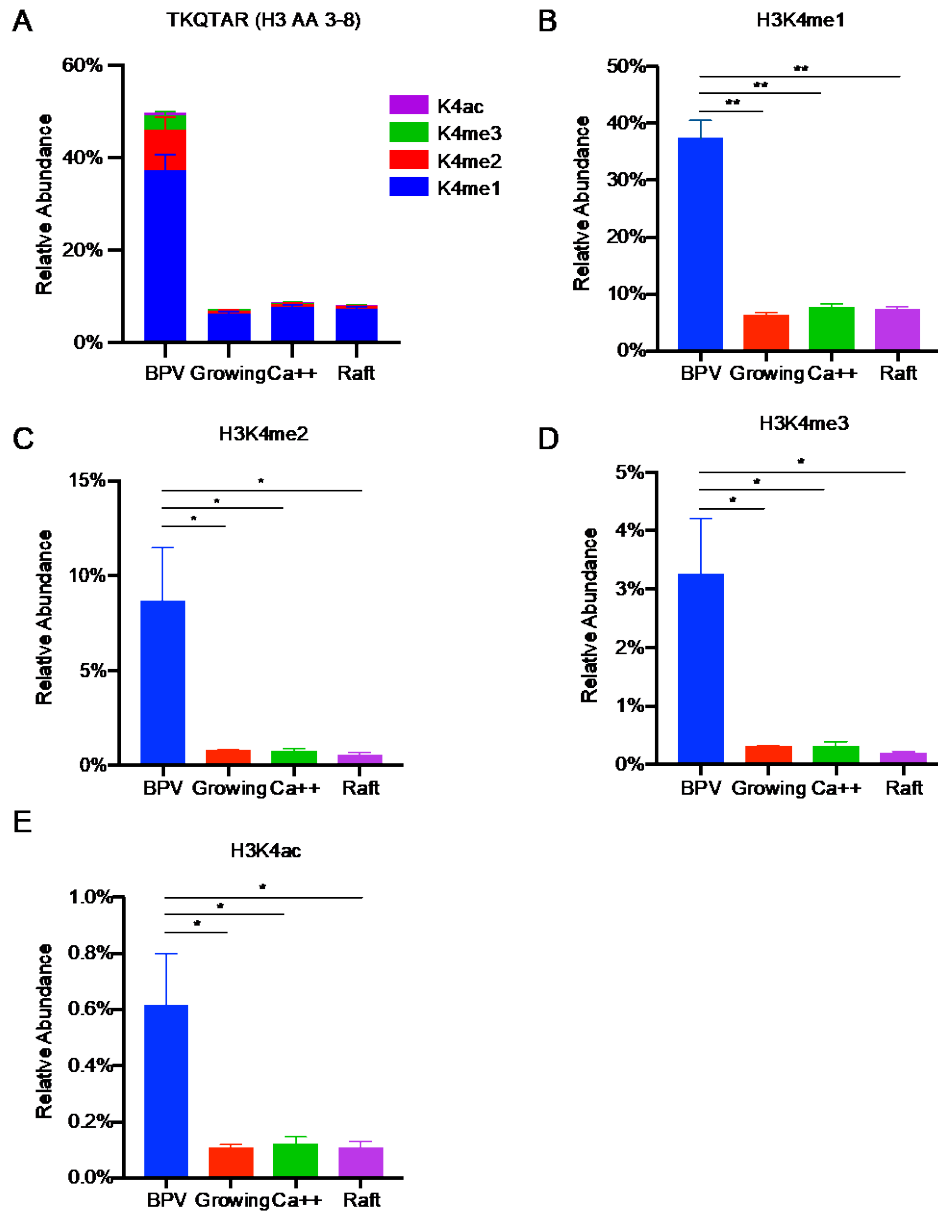 A
TKQTAR (H3 AA 3-8)
Relative Abundance
60%
40%
20%
0%
BPV Growing Ca++ Raft
K4ac
K4me3
K4me2
K4me1
B
H3K4me1
Relative Abundance
50%
40%
30%
20%
10%
0%
**
**
**
BPV Growing Ca++ Raft
C
H3K4me2
Relative Abundance
15%
10%
5%
0%
*
*
*
BPV Growing Ca++ Raft
D
H3K4me3
Relative Abundance
5%
4%
3%
2%
1%
0%
*
*
*
BPV Growing Ca++ Raft
E
H3K4ac
Relative Abundance
1.0%
0.8%
0.6%
0.4%
0.2%
0.0%
*
*
*
BPV Growing Ca++ Raft